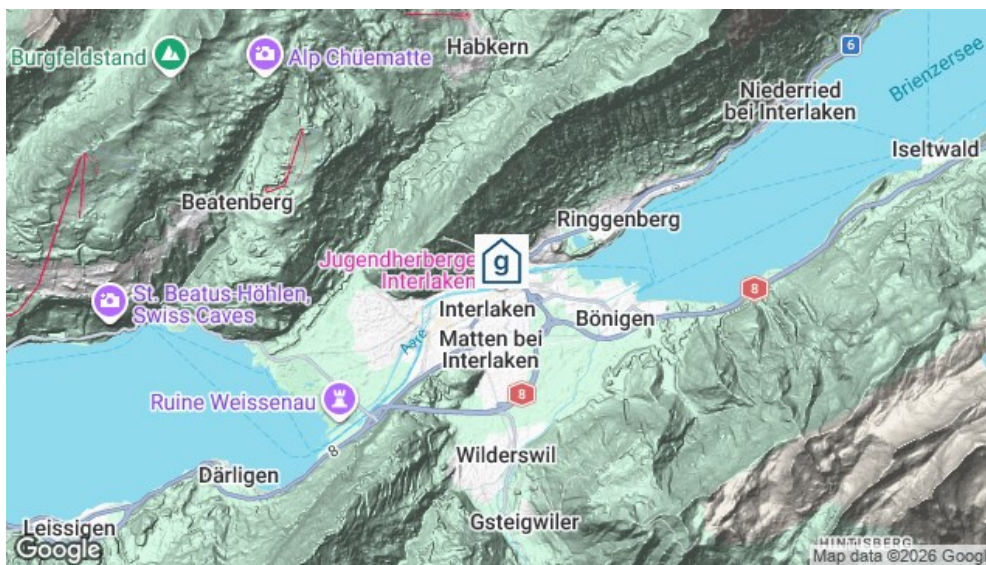 Habkern
Burgfeldstand
Alp Chüematte
6
Brienzersee
Niederried
bei Interlaken
Iseltwald
Beatenberg
Ringgenberg
Jugendherberge
Interlaken
g
8
St. Beatus-Höhlen,
Swiss Caves
Interlaken
Bönigen
Aare
Matten bei
Interlaken
8
Ruine Weissenau
8
Wilderswil
Därligen
Gsteigwiler
Leissigen
Google
HINTISBERG
Map data ©2026 Googl